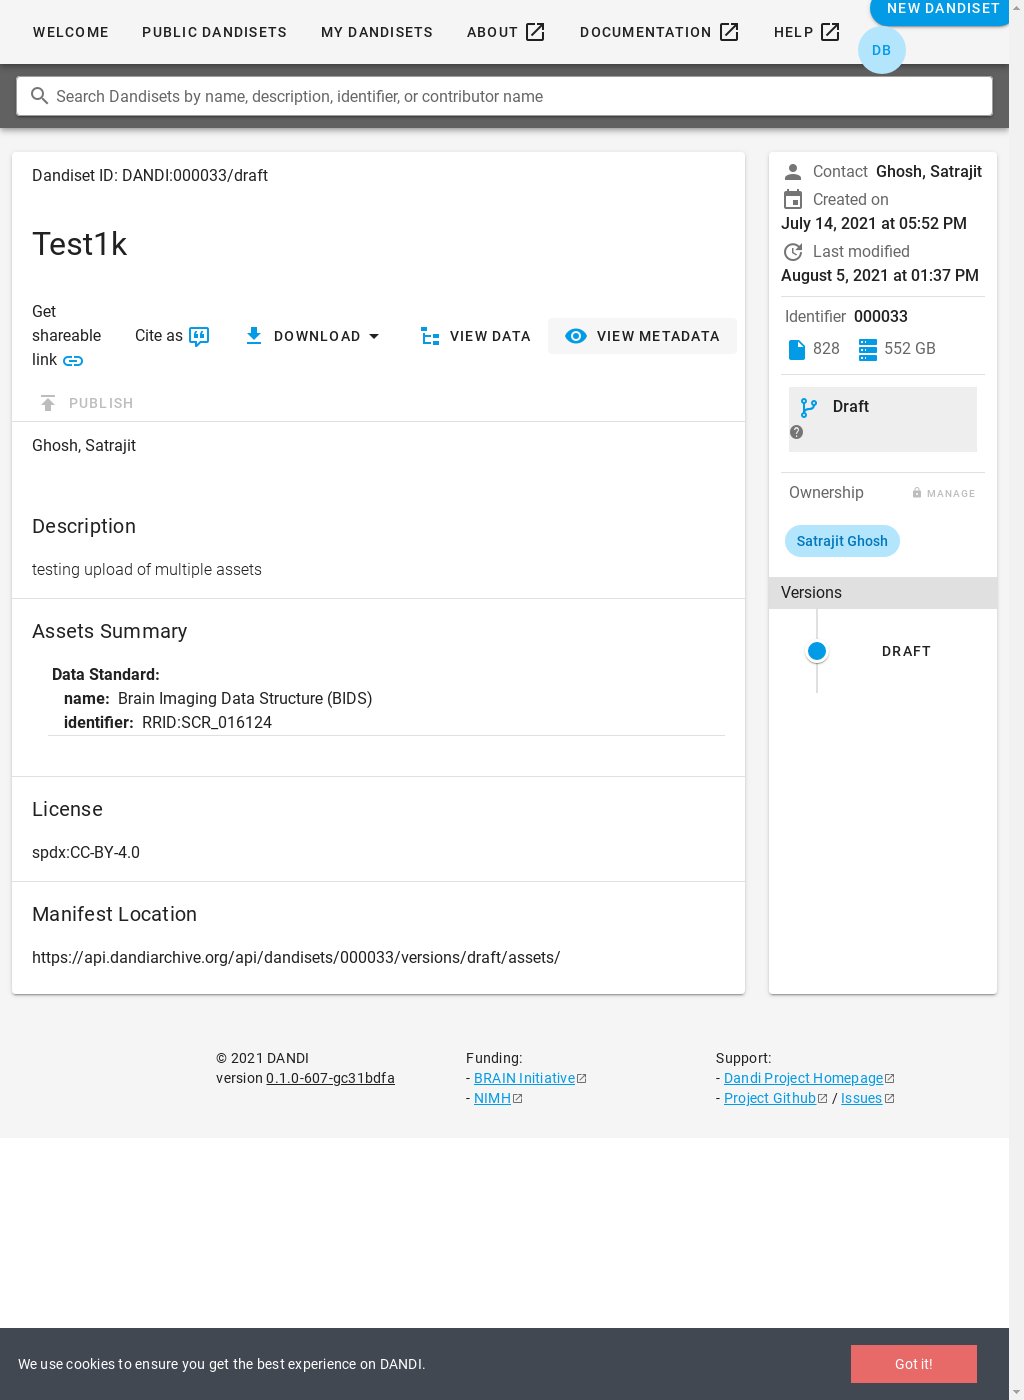 WELCOME PUBLIC DANDISETS MY DANDISETS ABOUT DOCUMENTATION HELP NEW DANDISET
DB
Search Dandisets by name, description, identifier, or contributor name
Dandiset ID: DANDI:000033/draft
Test1k
Get
shareable
link
Cite as DOWNLOAD VIEW DATA VIEW METADATA
PUBLISH
Ghosh, Satrajit
Description
testing upload of multiple assets
Assets Summary
Data Standard:
name: Brain Imaging Data Structure (BIDS)
identifier: RRID:SCR_016124
License
spdx:CC-BY-4.0
Manifest Location
https://api.dandiarchive.org/api/dandisets/000033/versions/draft/assets/
Contact Ghosh, Satrajit
Created on
July 14, 2021 at 05:52 PM
Last modified
August 5, 2021 at 01:37 PM
Identifier 000033
828 552 GB
Draft
Ownership MANAGE
Satrajit Ghosh
Versions
DRAFT
© 2021 DANDI
version 0.1.0-607-gc31bdfa
Funding:
- BRAIN Initiative
- NIMH
Support:
- Dandi Project Homepage
- Project Github / Issues
We use cookies to ensure you get the best experience on DANDI.
Got it!